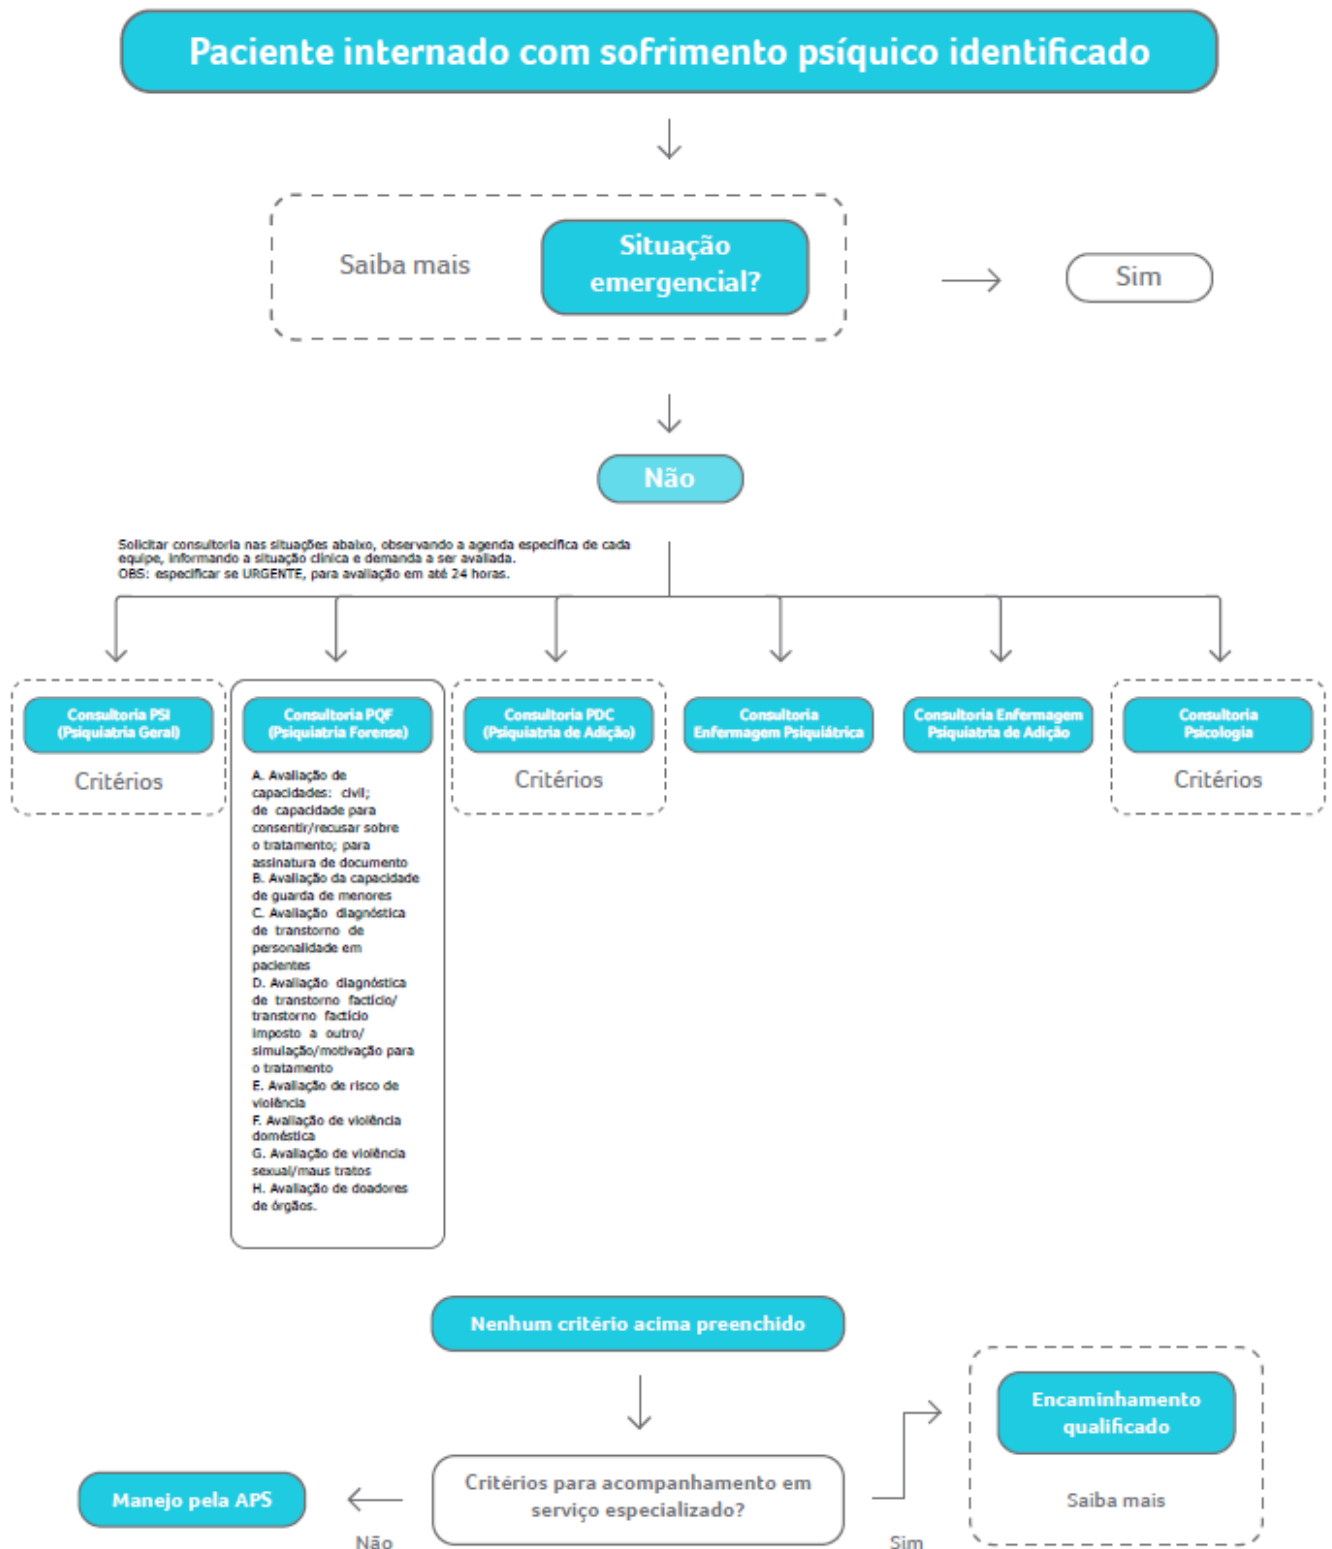 Paciente internado com sofrimento psíquico identificado
Saiba mais
Situação
emergencial?
Sim
Não
Solicitar consultoria nas situações abaixo, observando a agenda específica de cada
equipe, informando a situação clínica e demanda a ser avaliada.
OBS: especificar se URGENTE, para avaliação em até 24 horas.
Consultoria PSI
(Psiquiatria Geral)
Critérios
Consultoria PQF
(Psiquiatria Forense)
A. Avaliação de
capacidades: civil;
de capacidade para
consentir/recusar sobre
o tratamento; para
assinatura de documento
B. Avaliação da capacidade
de guarda de menores
C. Avaliação diagnóstica
de transtorno de
personalidade em
pacientes
D. Avaliação diagnóstica
de transtorno factício/
transtorno factício
imposto a outro/
simulação/motivação para
o tratamento
E. Avaliação de risco de
violência
F. Avaliação de violência
doméstica
G. Avaliação de violência
sexual/maus tratos
H. Avaliação de doadores
de órgãos.
Consultoria PDC
(Psiquiatria de Adição)
Critérios
Consultoria
Enfermagem Psiquiátrica
Consultoria Enfermagem
Psiquiatria de Adição
Consultoria
Psicologia
Critérios
Nenhum critério acima preenchido
Critérios para acompanhamento em
serviço especializado?
Não
Manejo pela APS
Sim
Encaminhamento
qualificado
Saiba mais